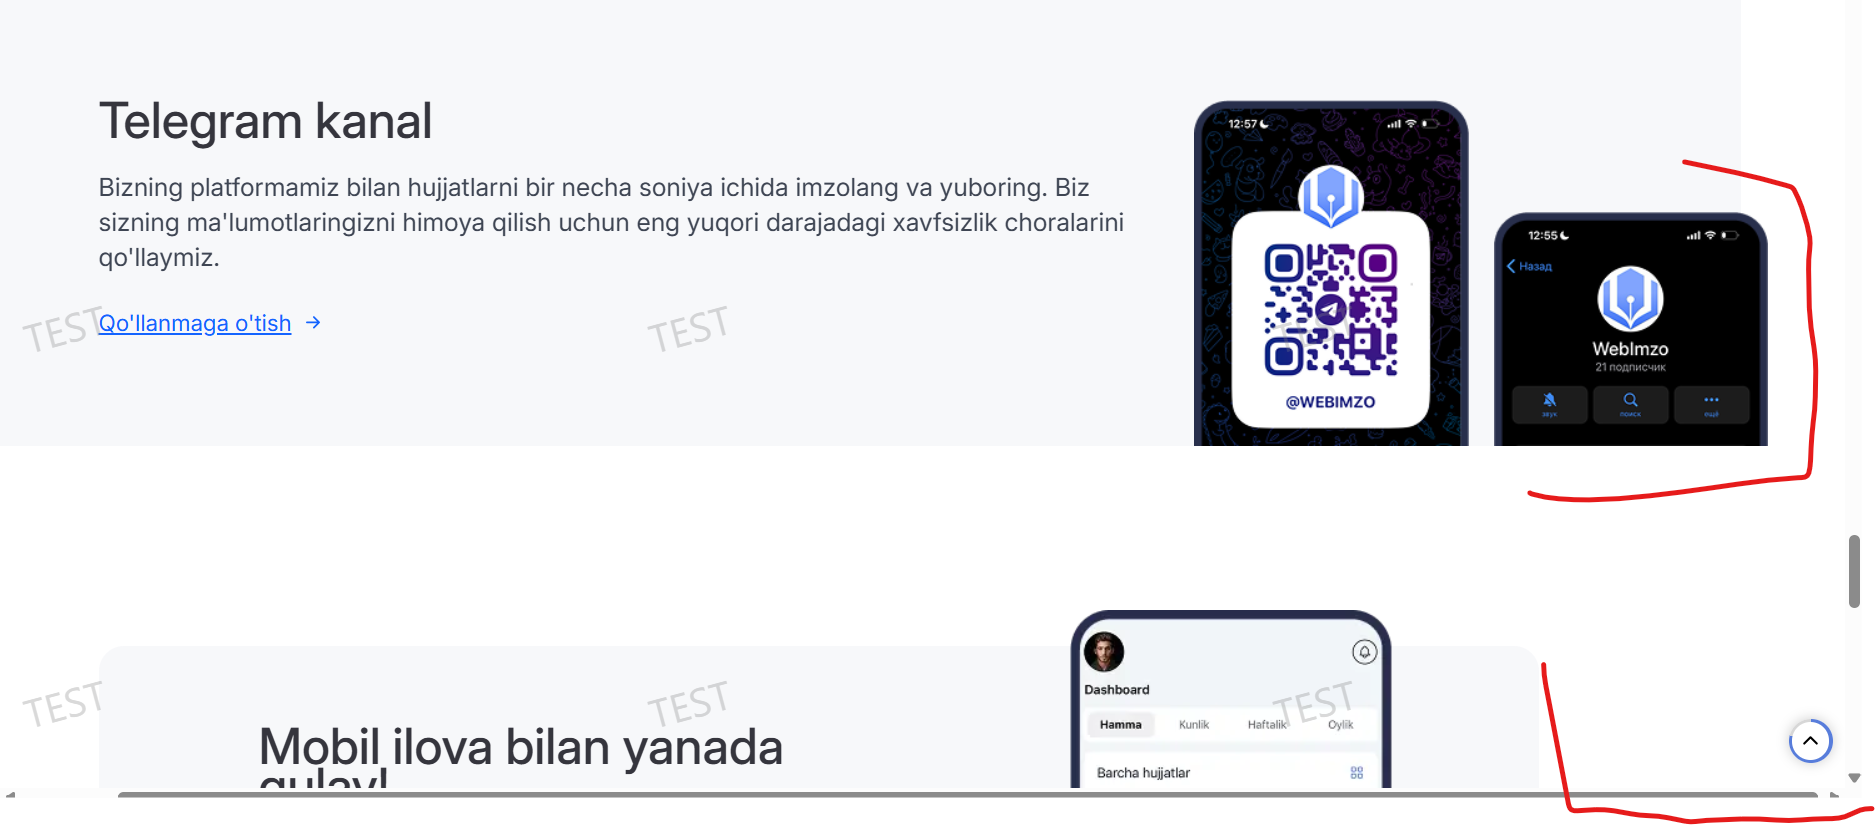 Telegram kanal
Bizning platformamiz bilan hujjatlarni bir necha soniya ichida imzolang va yuboring. Biz
sizning ma'lumotlaringizni himoya qilish uchun eng yuqori darajadagi xavfsizlik choralarini
qo'llaymiz.
Qo'llanmaga o'tish
TEST
TEST
TEST
12:57
@WEBIMZO
12:55
Назад
WebImzo
21 подписчик
звук
поиск
ещё
TEST
TEST
TEST
Mobil ilova bilan yanada
qulay!
Dashboard
Hamma Kunlik Haftalik Oylik
Barcha hujjatlar